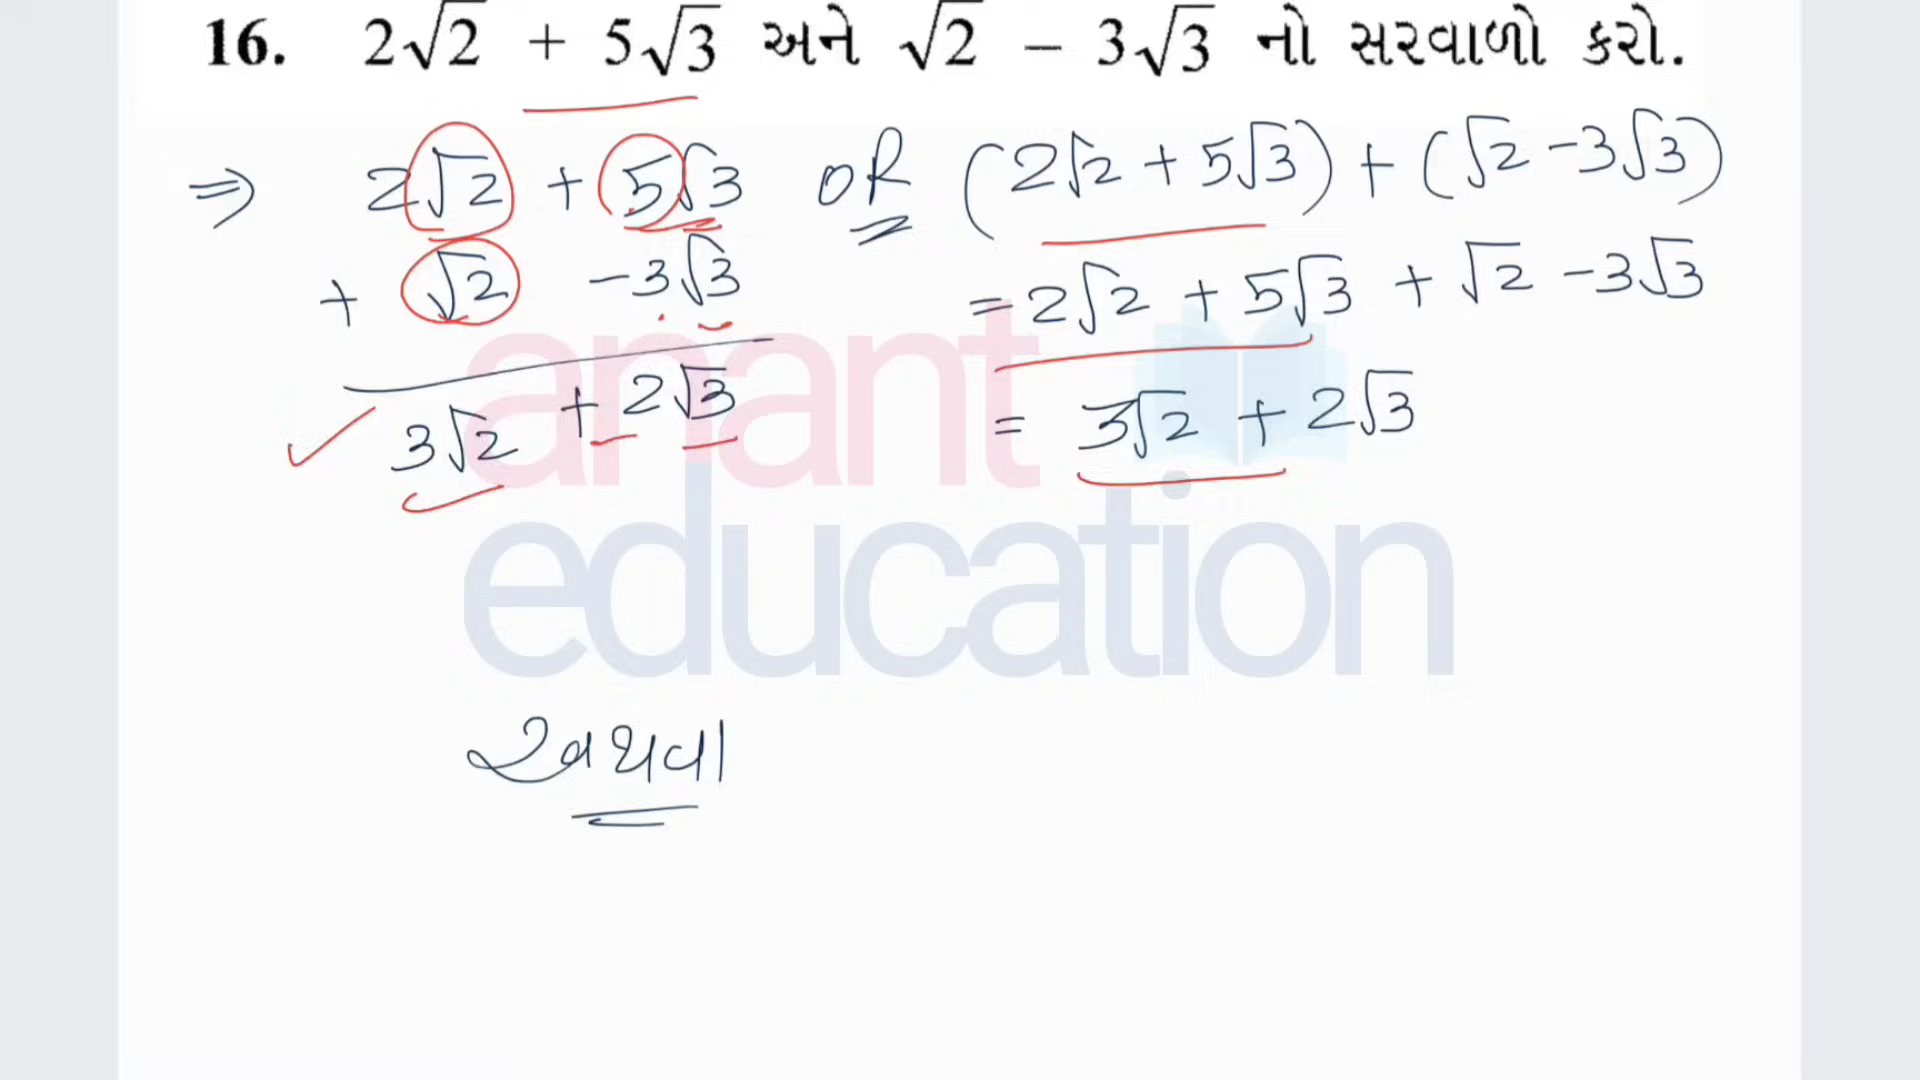 16. 2√2 + 5√3 અને √2 – 3√3 નો સરવાળો કરો.
⇒ 2√2 + 5√3 OR (2√2 + 5√3) + (√2 - 3√3)
+ √2 - 3√3 = 2√2 + 5√3 + √2 - 3√3
3√2 + 2√3 = 3√2 + 2√3
anant
education
અથવા